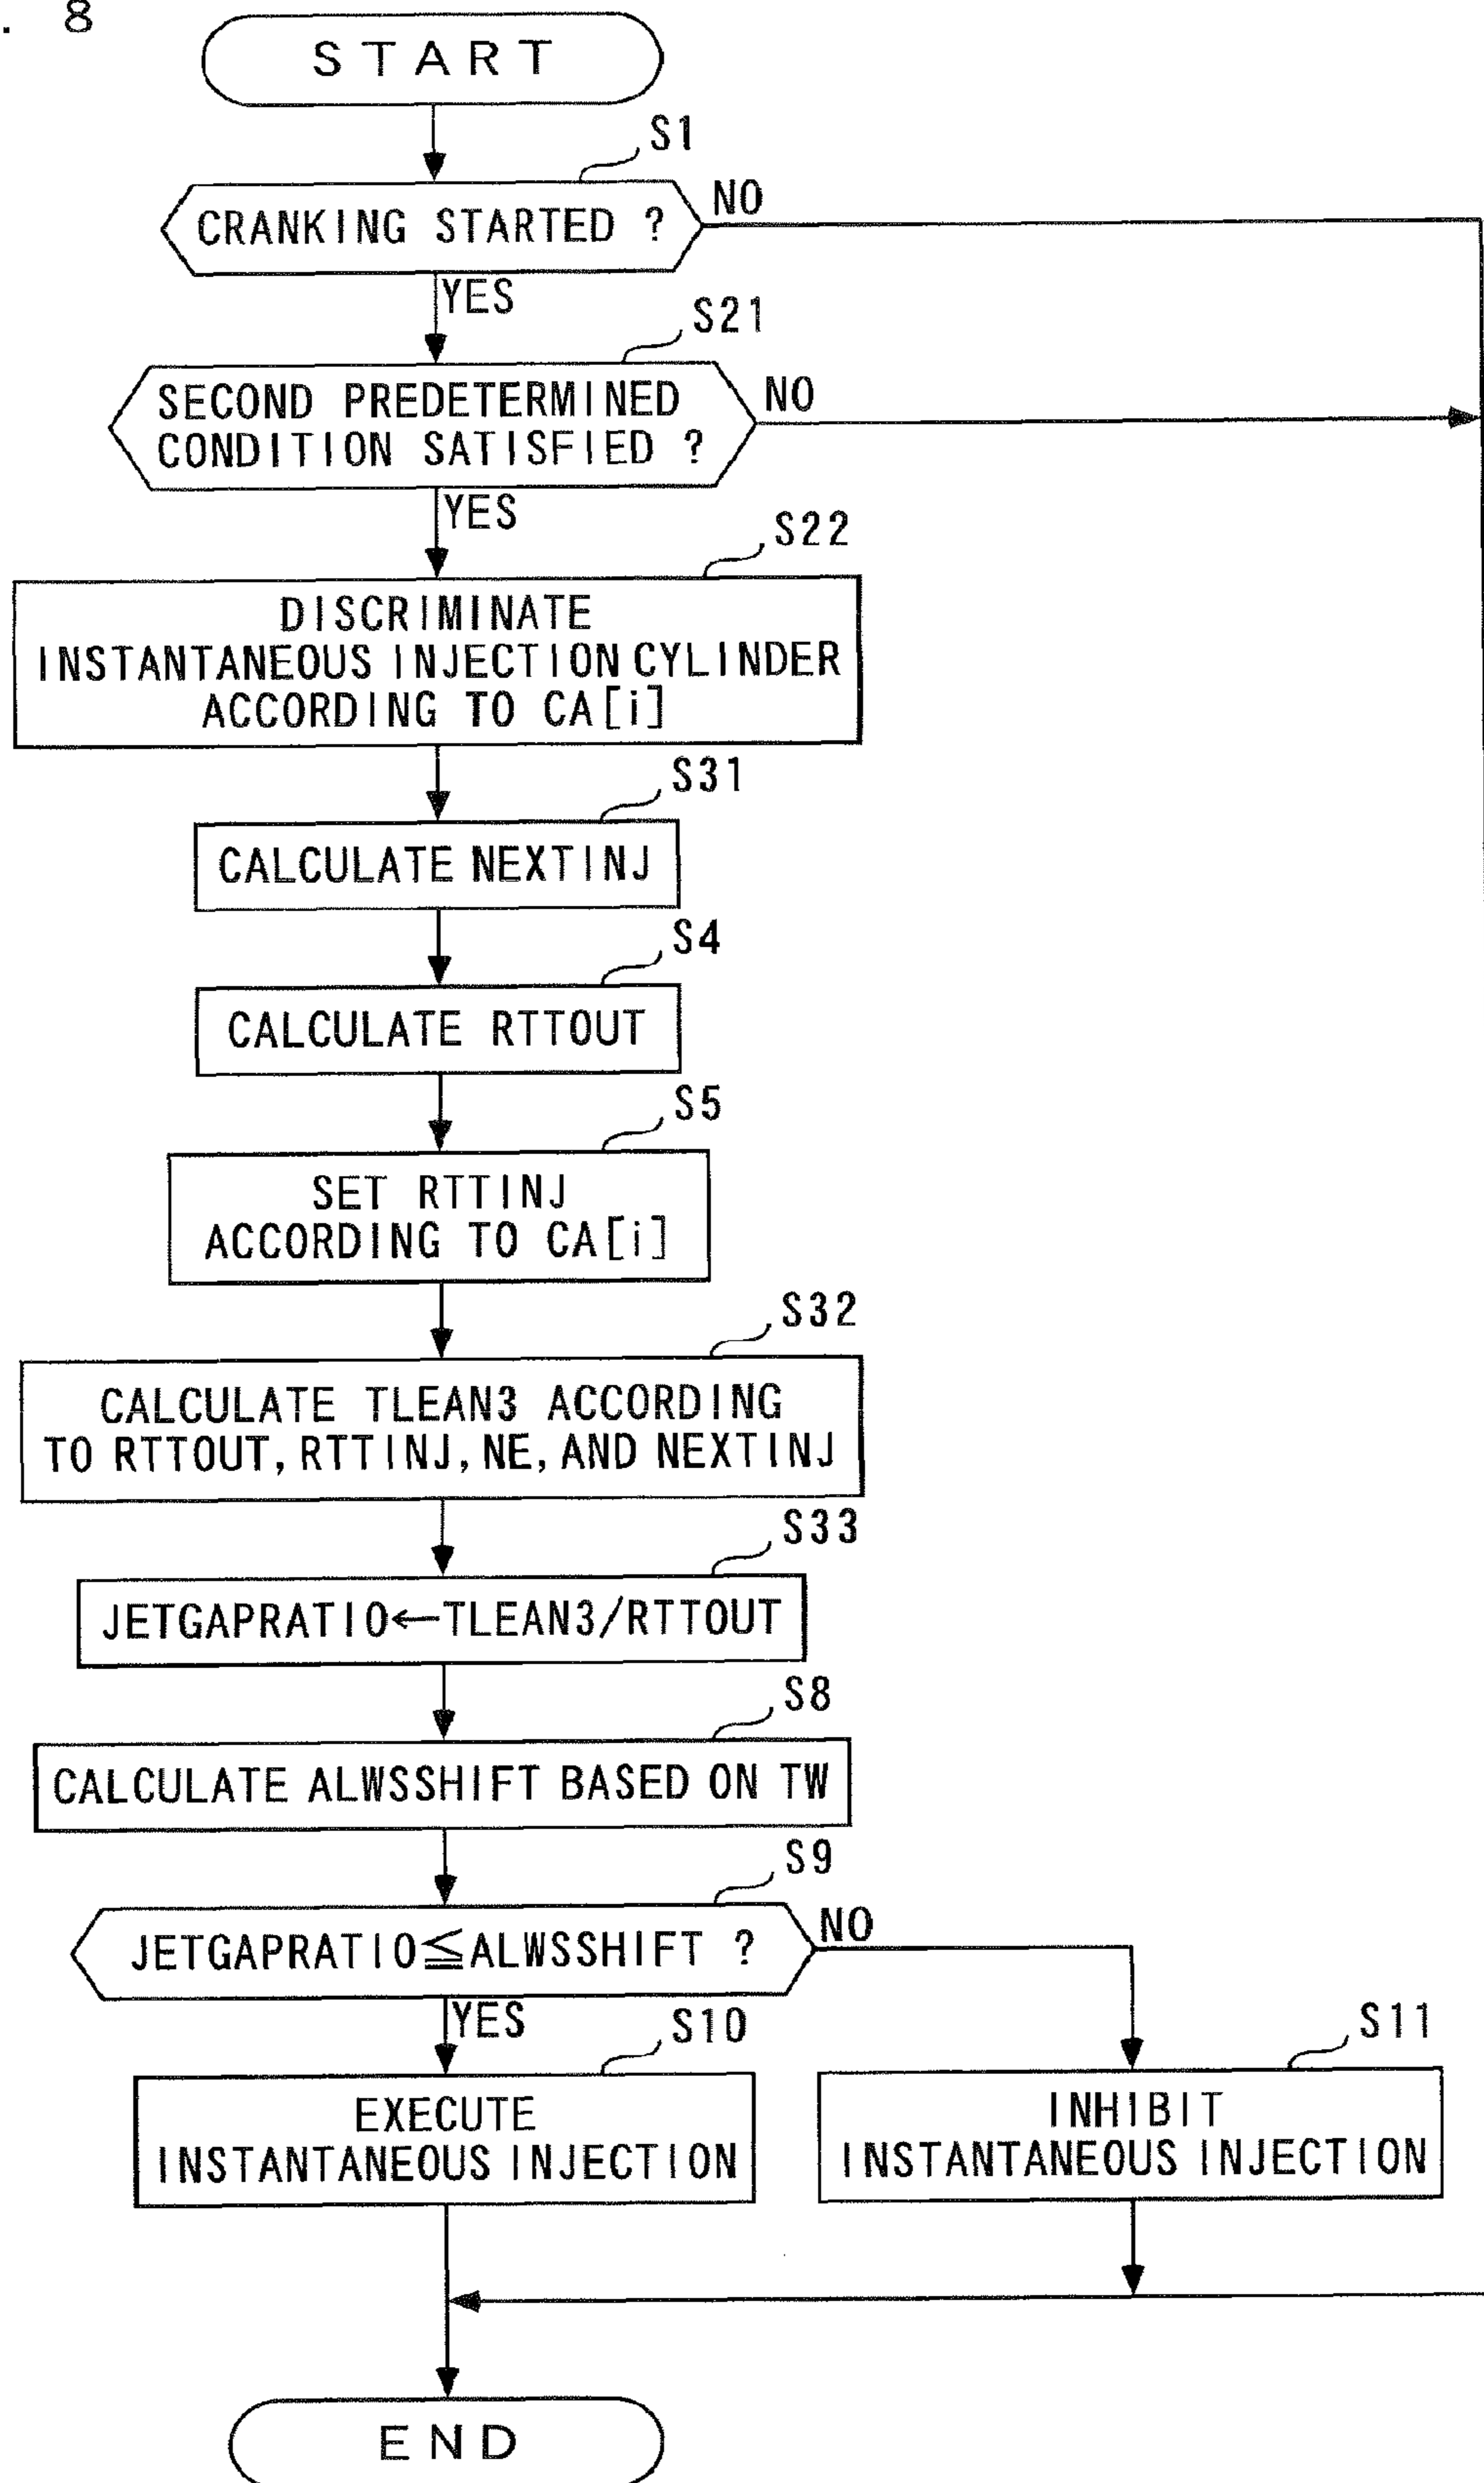 . 8
START
S1
CRANKING STARTED ?
NO
YES
S21
SECOND PREDETERMINED
CONDITION SATISFIED ?
NO
YES
S22
DISCRIMINATE
INSTANTANEOUS INJECTION CYLINDER
ACCORDING TO CA[i]
S31
CALCULATE NEXTINJ
S4
CALCULATE RTTOUT
S5
SET RTTINJ
ACCORDING TO CA[i]
S32
CALCULATE TLEAN3 ACCORDING
TO RTTOUT, RTTINJ, NE, AND NEXTINJ
S33
JETGAPRATIO←TLEAN3/RTTOUT
S8
CALCULATE ALWSSHIFT BASED ON TW
S9
JETGAPRATIO≦ALWSSHIFT ?
NO
YES
S10
EXECUTE
INSTANTANEOUS INJECTION
S11
INHIBIT
INSTANTANEOUS INJECTION
END